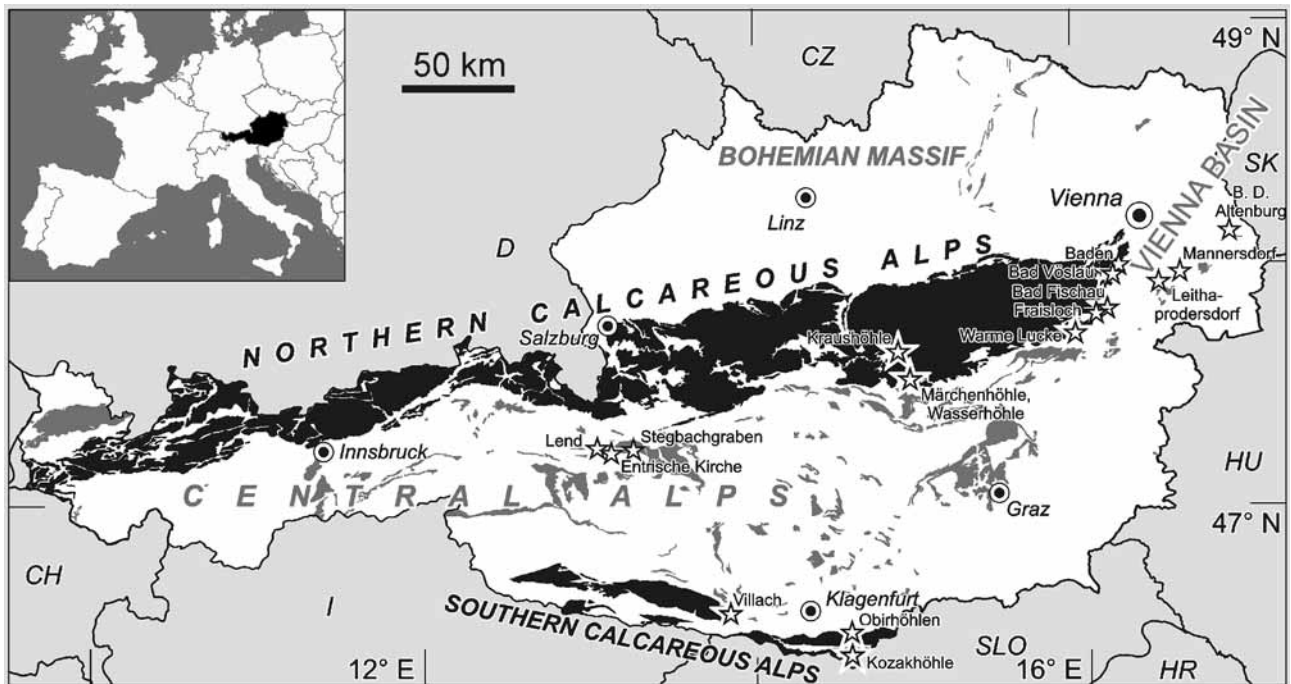 50 km
CZ
49° N
BOHEMIAN MASSIF
SK
VIENNA BASIN
B. D.
Altenburg
Vienna
Linz
D
Baden
Mannersdorf
Bad Vöslau
Bad Fischau
Leitha-
prodersdorf
Fraisloch
NORTHERN CALCAREOUS ALPS
Salzburg
Kraushöhle
Warme Lucke
Märchenhöhle,
Wasserhöhle
Lend
Stegbachgraben
Entrische Kirche
Innsbruck
HU
CENTRAL ALPS
Graz
47° N
CH
I
Villach
Klagenfurt
Obirhöhlen
SOUTHERN CALCAREOUS ALPS
SLO
Kozakhöhle
12° E
16° E
HR